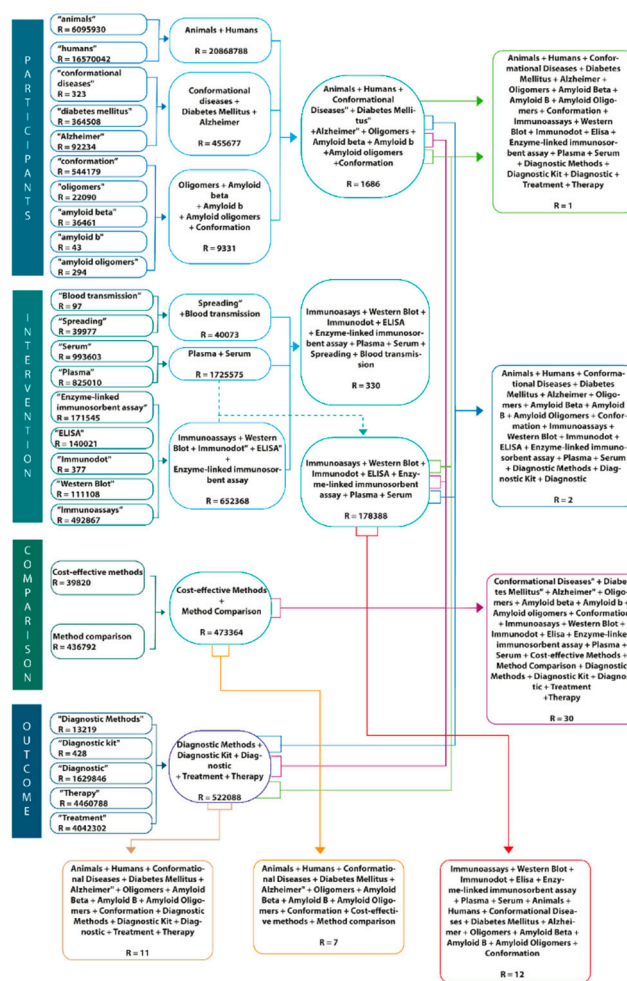 PARTICIPANTS
"animals"
R = 6095930
"humans"
R = 16570042
"conformational
diseases"
R = 323
"diabetes mellitus"
R = 364508
"Alzheimer"
R = 92234
"conformation"
R = 544179
"oligomers"
R = 22090
"amyloid beta"
R = 36461
"amyloid b"
R = 43
"amyloid oligomers"
R = 294
Animals + Humans
R = 20868788
Conformational
diseases +
Diabetes Mellitus +
Alzheimer
R = 455677
Oligomers + Amyloid
beta
+ Amyloid b
+ Amyloid oligomers
+ Conformation
R = 9331
Animals + Humans +
Conformational
Diseases" + Diabetes Melli-
tus"
"Alzheimer" + Oligomers +
Amyloid beta + Amyloid b
+Amyloid oligomers
+Conformation
R = 1686
Animals + Humans + Confor-
mational Diseases + Diabetes
Mellitus + Alzheimer +
Oligomers + Amyloid Beta +
Amyloid B + Amyloid Oligo-
mers + Conformation +
Immunoassays + Western
Blot + Immunodot + Elisa +
Enzyme-linked immunosor-
bent assay + Plasma + Serum
+ Diagnostic Methods +
Diagnostic Kit + Diagnostic +
Treatment + Therapy
R = 1
INTERVENTION
"Blood transmission"
R = 97
"Spreading"
R = 39977
"Serum"
R = 993603
"Plasma"
R = 825010
"Enzyme-linked
immunosorbent assay"
R = 171545
"ELISA"
R = 140021
"Immunodot"
R = 377
"Western Blot"
R = 111108
"Immunoassays"
R = 492867
Spreading"
+Blood transmission
R = 40073
Plasma + Serum
R = 1725575
Immunoassays + Western
Blot + Immunodot" + ELISA"
+
Enzyme-linked immunosor-
bent assay
R = 652368
Immunoasays + Western Blot +
Immunodot + ELISA
+ Enzyme-linked immunosor-
bent assay + Plasma + Serum +
Spreading + Blood transmis-
sion
R = 330
Immunoassays + Western Blot +
Immunodot + ELISA + Enzy-
me-linked immunosorbent
assay + Plasma + Serum
R = 178388
Animals + Humans + Conforma-
tional Diseases + Diabetes
Mellitus + Alzheimer + Oligo-
mers + Amyloid Beta + Amyloid
B + Amyloid Oligomers + Confor-
mation + Immunoassays +
Western Blot + Immunodot +
ELISA + Enzyme-linked immuno-
sorbent assay + Plasma + Serum
+ Diagnostic Methods + Diag-
nostic Kit + Diagnostic
R = 2
COMPARISON
Cost-effective methods
R = 39820
Method comparison
R = 436792
Cost-effective Methods
+
Method Comparison
R = 473364
Conformational Diseases" + Diabe-
tes Mellitus" + Alzheimer" + Oligo-
mers + Amyloid beta + Amyloid b +
Amyloid oligomers + Conformation
+ Immunoassays + Western Blot +
Immunodot + Elisa + Enzyme-linked
immunosorbent assay + Plasma +
Serum + Cost-effective Methods +
Method Comparison + Diagnostic
Methods + Diagnostic Kit + Diagnos-
tic + Treatment
+Therapy
R = 30
OUTCOME
"Diagnostic Methods"
R = 13219
"Diagnostic kit"
R = 428
"Diagnostic"
R = 1629846
"Therapy"
R = 4460788
"Treatment"
R = 4042302
Diagnostic Methods +
Diagnostic Kit + Diag-
nostic
+ Treatment + Therapy
R = 522088
Animals + Humans + Conformatio-
nal Diseases + Diabetes Mellitus +
Alzheimer" + Oligomers + Amyloid
Beta + Amyloid B + Amyloid Oligo-
mers + Conformation + Diagnostic
Methods + Diagnostic Kit + Diag-
nostic + Treatment + Therapy
R = 11
Animals + Humans + Conformatio-
nal Diseases + Diabetes Mellitus +
Alzheimer" + Oligomers + Amyloid
Beta + Amyloid B + Amyloid Oligo-
mers + Conformation + Cost-effecti-
ve methods + Method comparison
R = 7
Immunoassays + Western Blot +
Immunodot + Elisa + Enzy-
me-linked immunosorbent assay
+ Plasma + Serum + Animals +
Humans + Conformational Disea-
ses + Diabetes Mellitus + Alzhei-
mer + Oligomers + Amyloid Beta +
Amyloid B + Amyloid Oligomers +
Conformation
R = 12